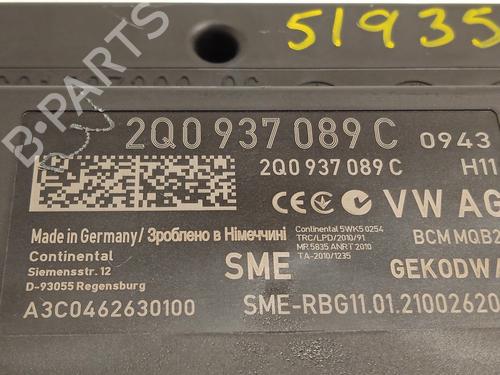 51935
2Q0 937 089 C 0943
2Q0 937 089 C H11
CE VW AG
Made in Germany/ Зроблено в Німеччині
Continental 5WK5 0254
TRC/LPD/2010/91
MR 5835 ANRT 2010
TA-2010/1235
BCM MQB2
Continental
Siemensstr. 12
D-93055 Regensburg
SME GEKODW/
A3C0462630100 SME-RBG11.01.21002620
B-PARTS